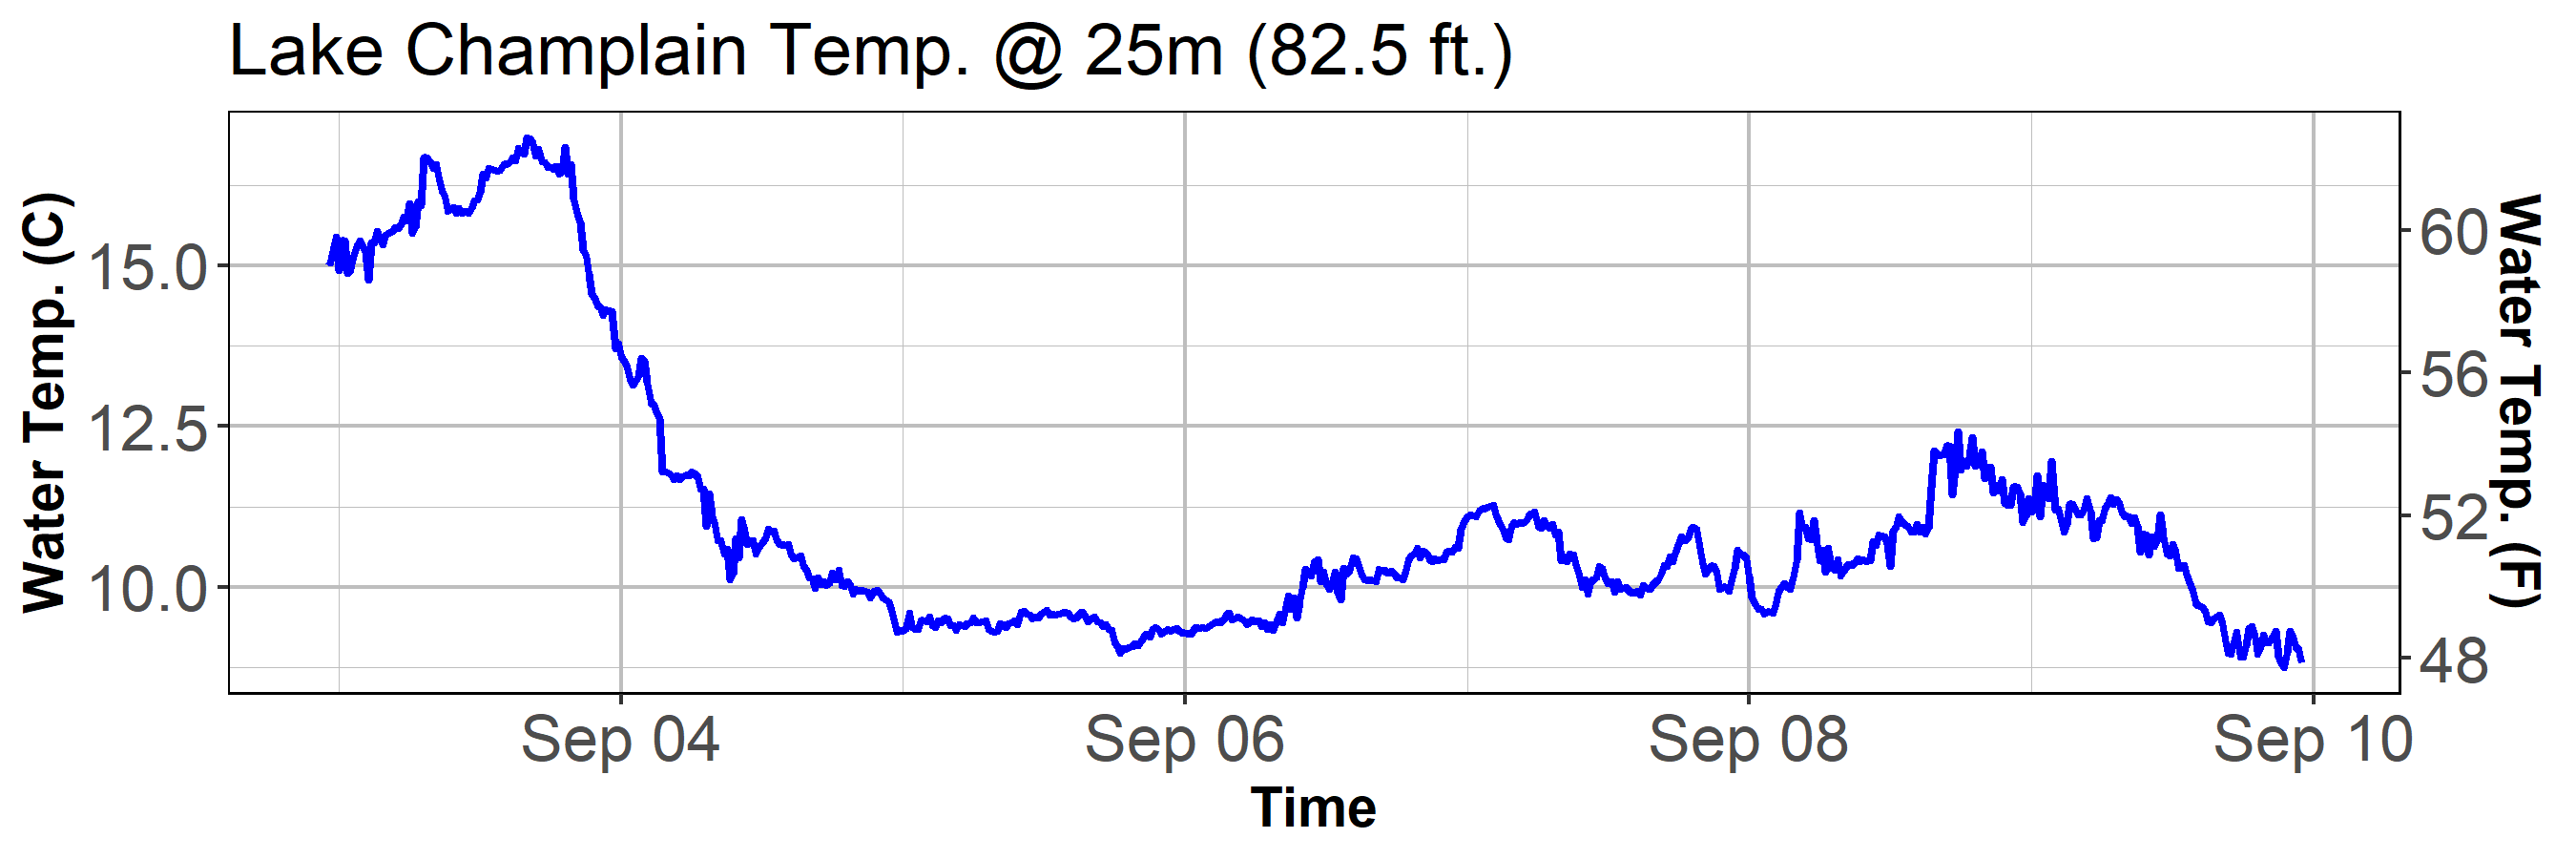 Lake Champlain Temp. @ 25m (82.5 ft.)
Water Temp. (C)
15.0
12.5
10.0
60
56
52
48
Water Temp. (F)
Sep 04 Sep 06 Sep 08 Sep 10
Time